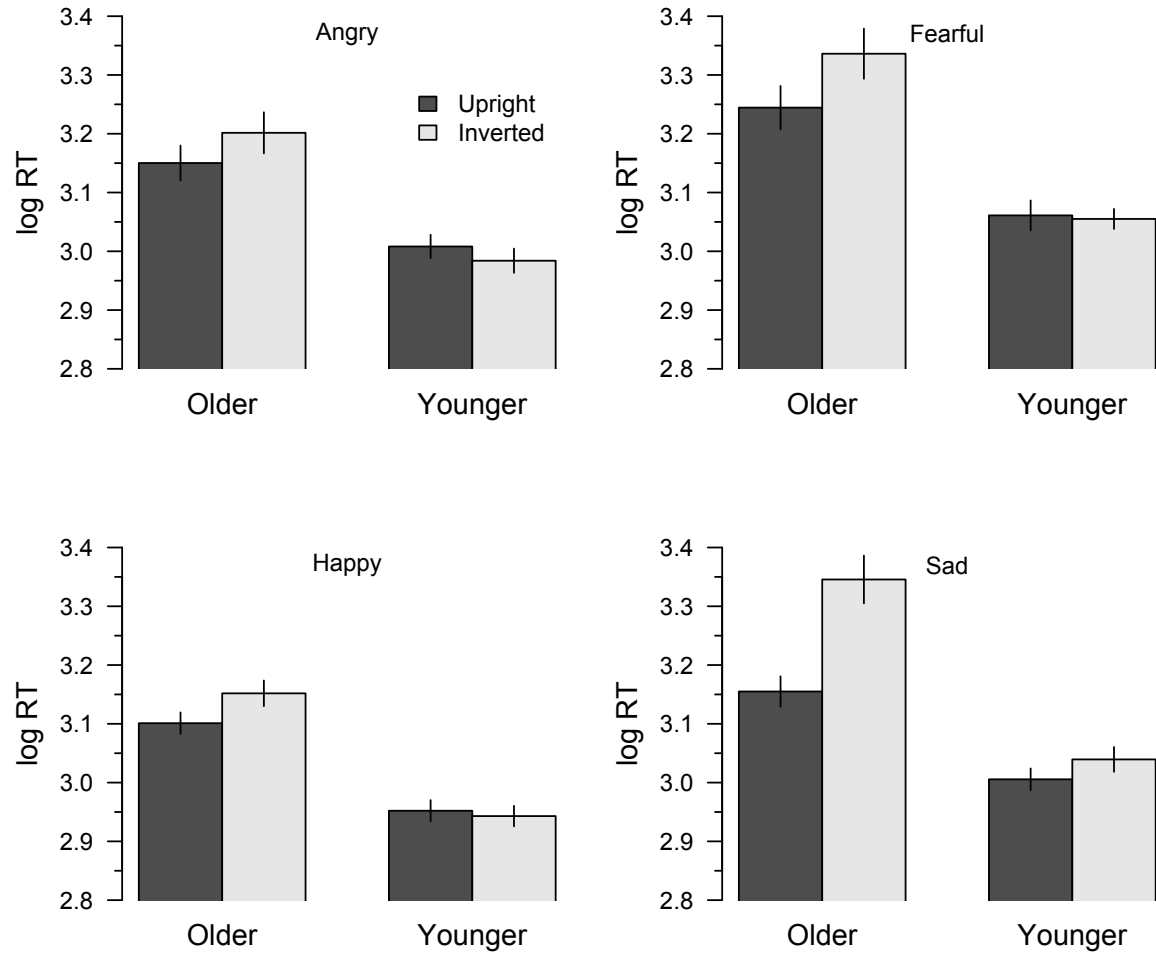 Angry
Upright
Inverted
log RT
3.4
3.3
3.2
3.1
3.0
2.9
2.8
Older Younger
Fearful
log RT
3.4
3.3
3.2
3.1
3.0
2.9
2.8
Older Younger
Happy
log RT
3.4
3.3
3.2
3.1
3.0
2.9
2.8
Older Younger
Sad
log RT
3.4
3.3
3.2
3.1
3.0
2.9
2.8
Older Younger